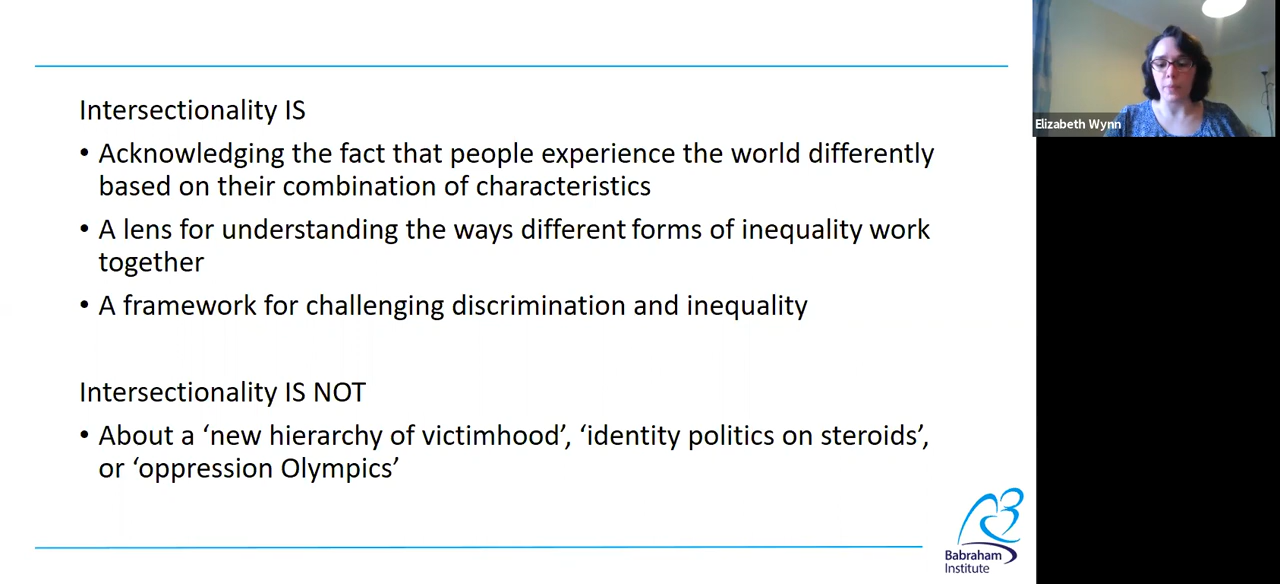 Intersectionality IS
• Acknowledging the fact that people experience the world differently
based on their combination of characteristics
• A lens for understanding the ways different forms of inequality work
together
• A framework for challenging discrimination and inequality
Intersectionality IS NOT
• About a ‘new hierarchy of victimhood’, ‘identity politics on steroids’,
or ‘oppression Olympics’
Babraham
Institute
Elizabeth Wynn